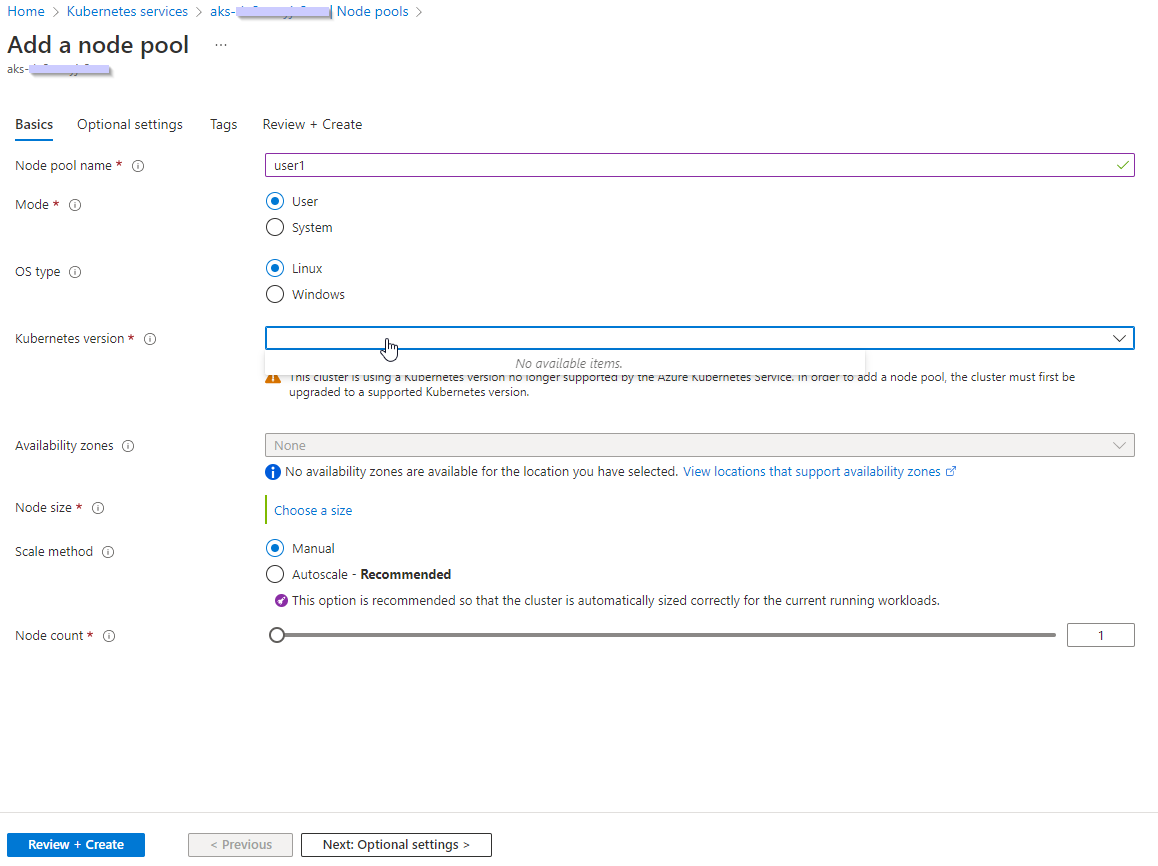 Home > Kubernetes services > aks- | Node pools >
Add a node pool ...
aks-
Basics Optional settings Tags Review + Create
Node pool name * user1
Mode * User
System
OS type Linux
Windows
Kubernetes version *
No available items.
This cluster is using a Kubernetes version no longer supported by the Azure Kubernetes Service. In order to add a node pool, the cluster must first be
upgraded to a supported Kubernetes version.
Availability zones None
No availability zones are available for the location you have selected. View locations that support availability zones
Node size * Choose a size
Scale method Manual
Autoscale - Recommended
This option is recommended so that the cluster is automatically sized correctly for the current running workloads.
Node count * 1
Review + Create < Previous Next: Optional settings >